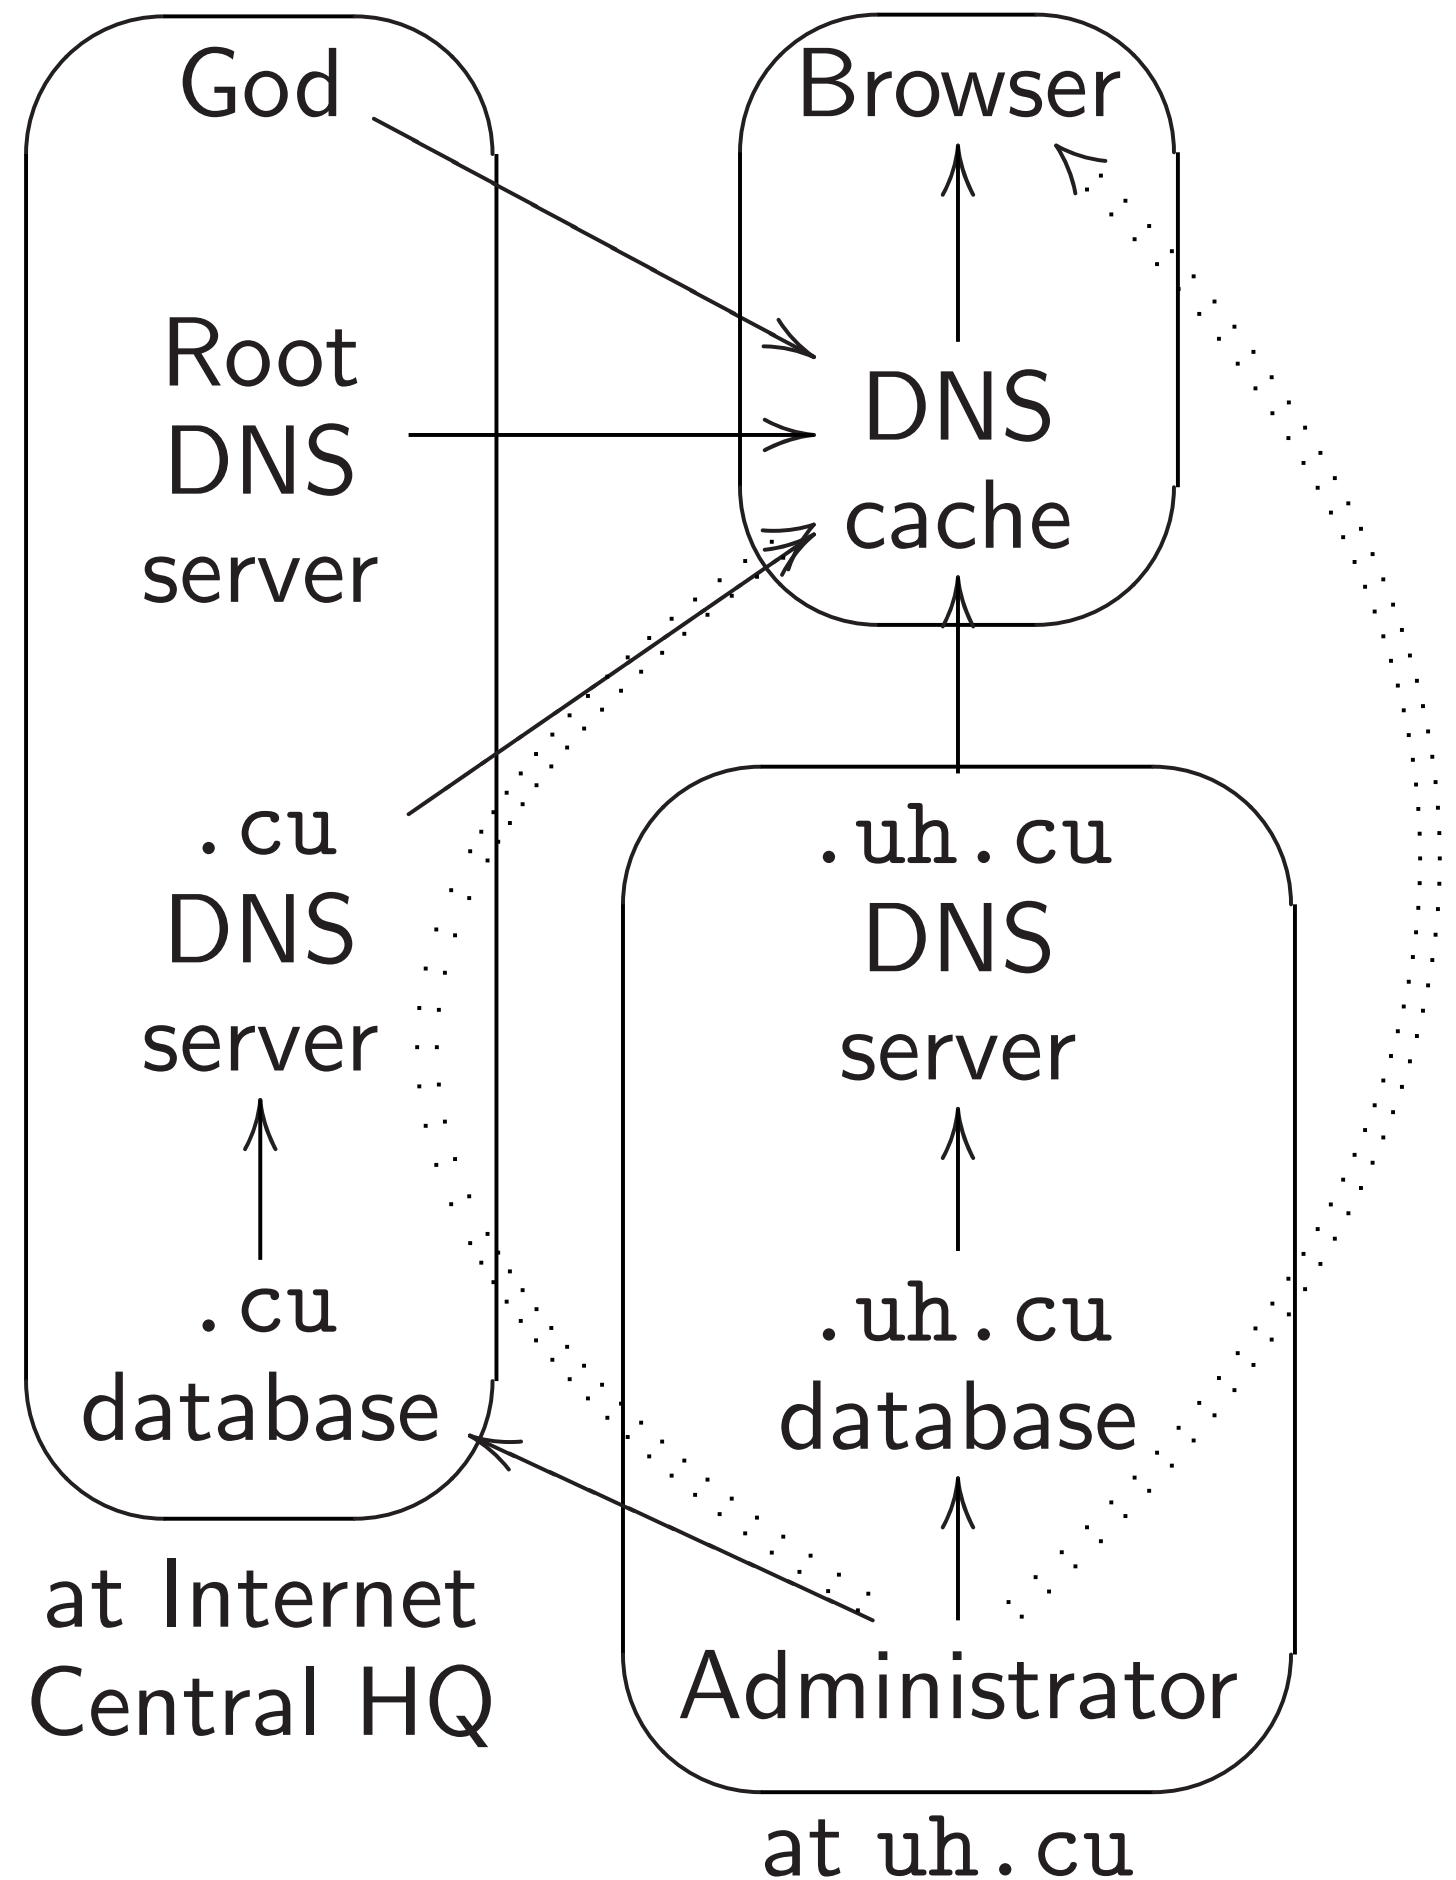 God
Root
DNS
server
.cu
DNS
server
.cu
database
at Internet
Central HQ
Browser
DNS
cache
.uh.cu
DNS
server
.uh.cu
database
Administrator
at uh.cu